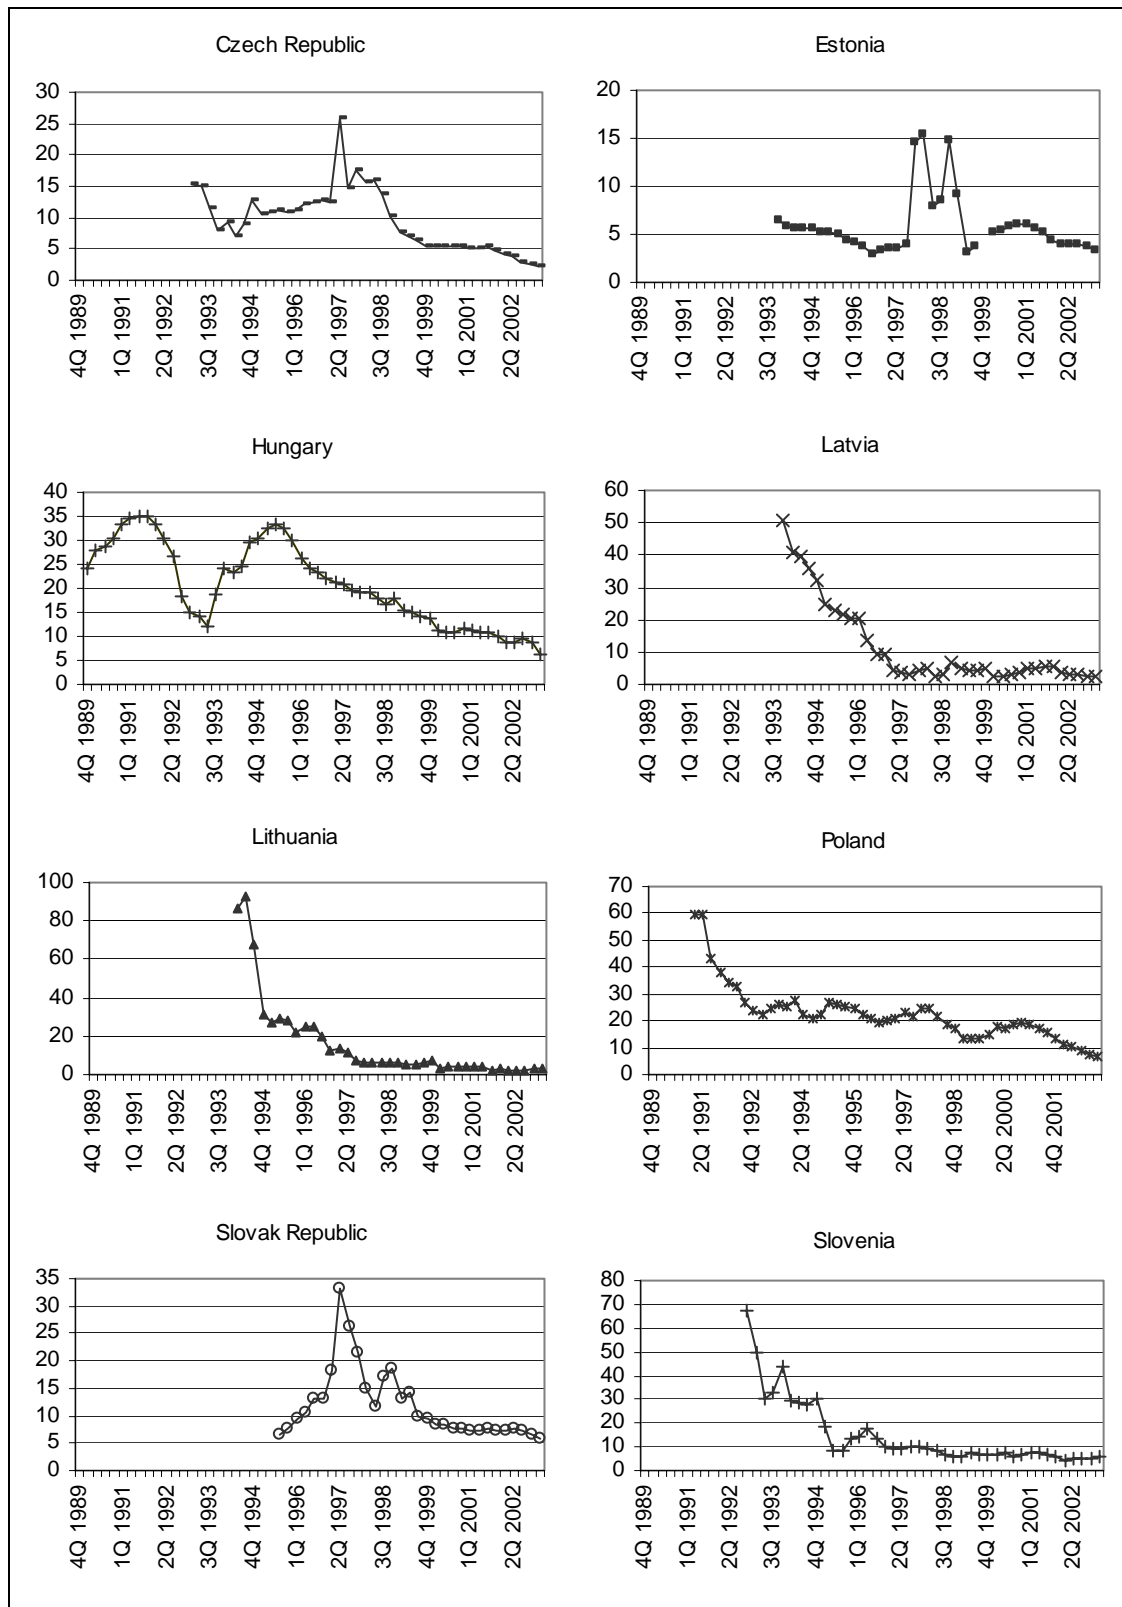 Czech Republic
30
25
20
15
10
5
0
4Q 1989
1Q 1991
2Q 1992
3Q 1993
4Q 1994
1Q 1996
2Q 1997
3Q 1998
4Q 1999
1Q 2001
2Q 2002
Estonia
20
15
10
5
0
4Q 1989
1Q 1991
2Q 1992
3Q 1993
4Q 1994
1Q 1996
2Q 1997
3Q 1998
4Q 1999
1Q 2001
2Q 2002
Hungary
40
35
30
25
20
15
10
5
0
4Q 1989
1Q 1991
2Q 1992
3Q 1993
4Q 1994
1Q 1996
2Q 1997
3Q 1998
4Q 1999
1Q 2001
2Q 2002
Latvia
60
50
40
30
20
10
0
4Q 1989
1Q 1991
2Q 1992
3Q 1993
4Q 1994
1Q 1996
2Q 1997
3Q 1998
4Q 1999
1Q 2001
2Q 2002
Lithuania
100
80
60
40
20
0
4Q 1989
1Q 1991
2Q 1992
3Q 1993
4Q 1994
1Q 1996
2Q 1997
3Q 1998
4Q 1999
1Q 2001
2Q 2002
Poland
70
60
50
40
30
20
10
0
4Q 1989
2Q 1991
4Q 1992
2Q 1994
4Q 1995
2Q 1997
4Q 1998
2Q 2000
4Q 2001
Slovak Republic
35
30
25
20
15
10
5
0
4Q 1989
1Q 1991
2Q 1992
3Q 1993
4Q 1994
1Q 1996
2Q 1997
3Q 1998
4Q 1999
1Q 2001
2Q 2002
Slovenia
80
70
60
50
40
30
20
10
0
4Q 1989
1Q 1991
2Q 1992
3Q 1993
4Q 1994
1Q 1996
2Q 1997
3Q 1998
4Q 1999
1Q 2001
2Q 2002